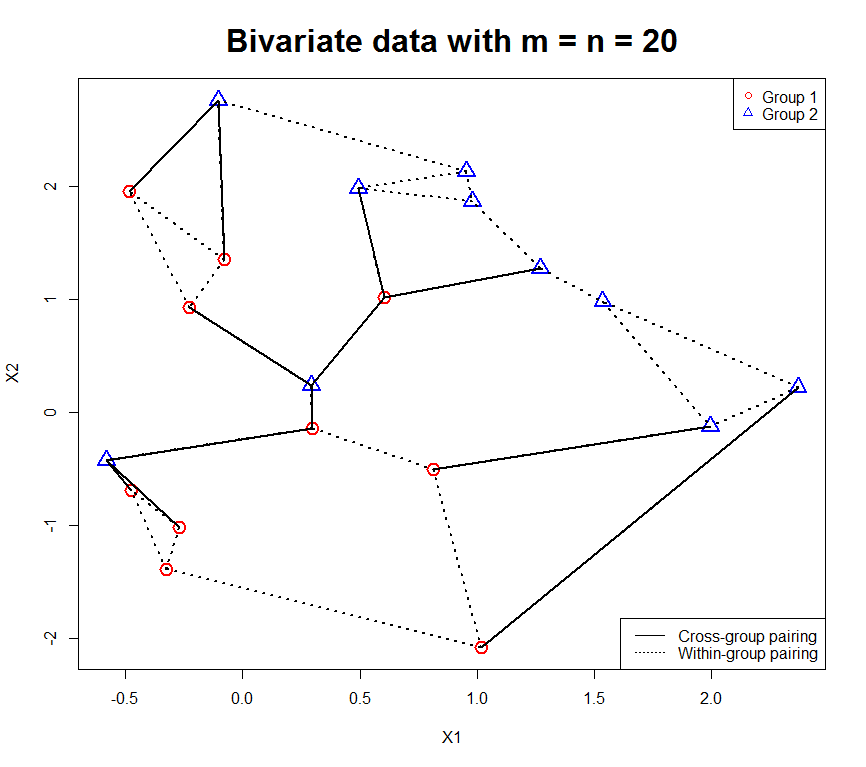 Bivariate data with m = n = 20
Group 1
Group 2
X2
2
1
0
-1
-2
Cross-group pairing
Within-group pairing
-0.5 0.0 0.5 1.0 1.5 2.0
X1